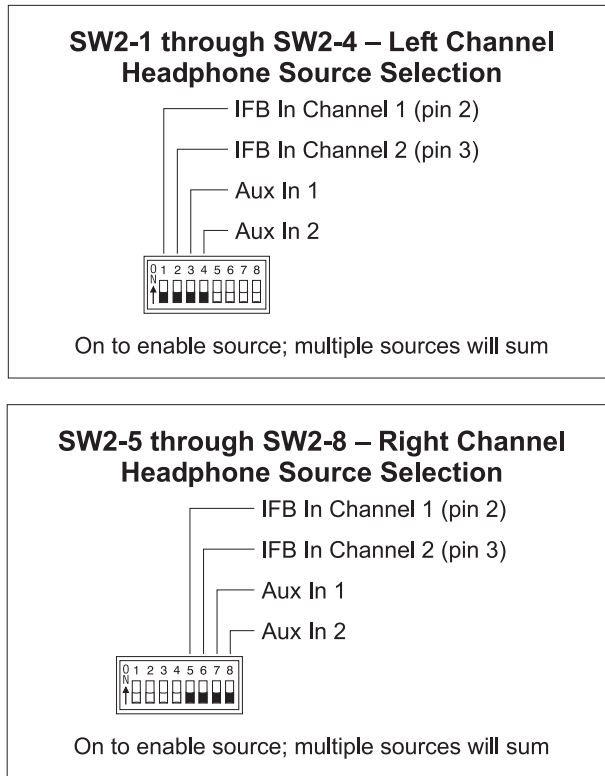 SW2-1 through SW2-4 – Left Channel
Headphone Source Selection
IFB In Channel 1 (pin 2)
IFB In Channel 2 (pin 3)
Aux In 1
Aux In 2
ON 1 2 3 4 5 6 7 8
On to enable source; multiple sources will sum
SW2-5 through SW2-8 – Right Channel
Headphone Source Selection
IFB In Channel 1 (pin 2)
IFB In Channel 2 (pin 3)
Aux In 1
Aux In 2
ON 1 2 3 4 5 6 7 8
On to enable source; multiple sources will sum